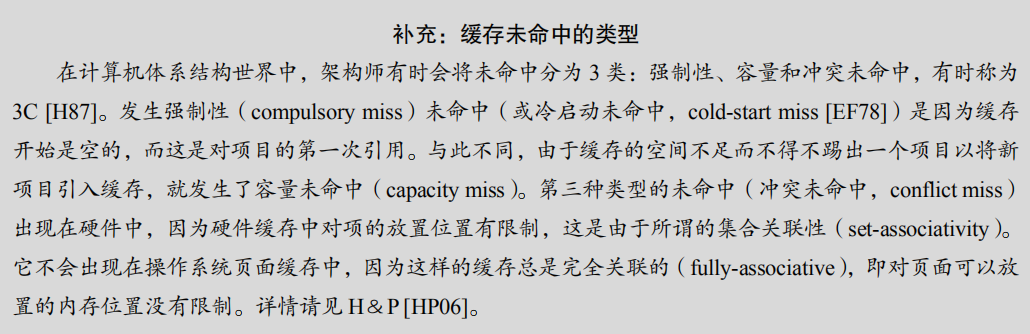 补充：缓存未命中的类型
在计算机体系结构世界中，架构师有时会将未命中分为 3 类：强制性、容量和冲突未命中，有时称为
3C [H87]。发生强制性（compulsory miss）未命中（或冷启动未命中，cold-start miss [EF78]）是因为缓存
开始是空的，而这是对项目的第一次引用。与此不同，由于缓存的空间不足而不得不踢出一个项目以将新
项目引入缓存，就发生了容量未命中（capacity miss）。第三种类型的未命中（冲突未命中，conflict miss）
出现在硬件中，因为硬件缓存中对项的放置位置有限制，这是由于所谓的集合关联性（set-associativity）。
它不会出现在操作系统页面缓存中，因为这样的缓存总是完全关联的（fully-associative），即对页面可以放
置的内存位置没有限制。详情请见 H＆P [HP06]。